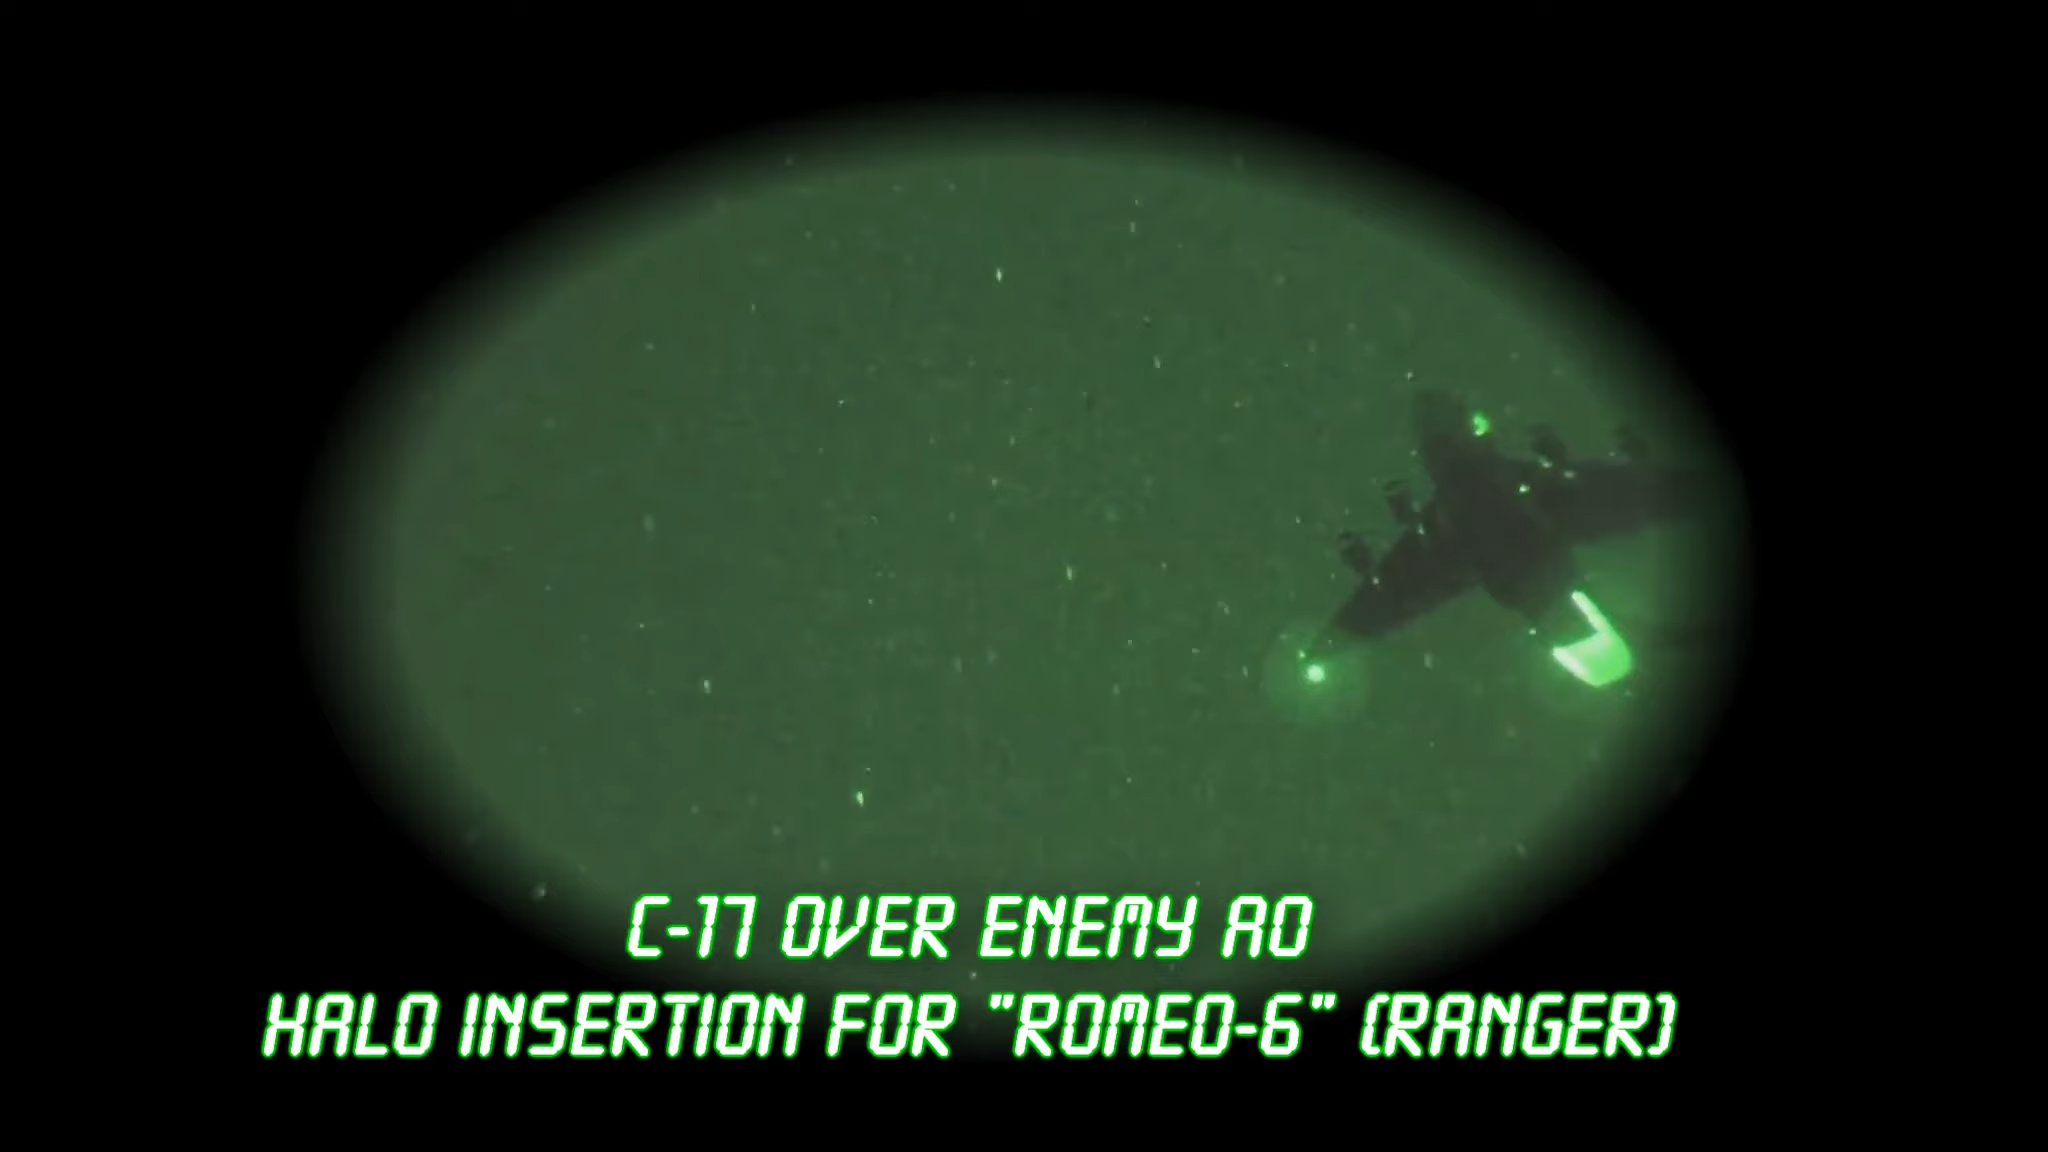 C-17 OVER ENEMY AO
HALO INSERTION FOR "ROMEO-6" (RANGER)